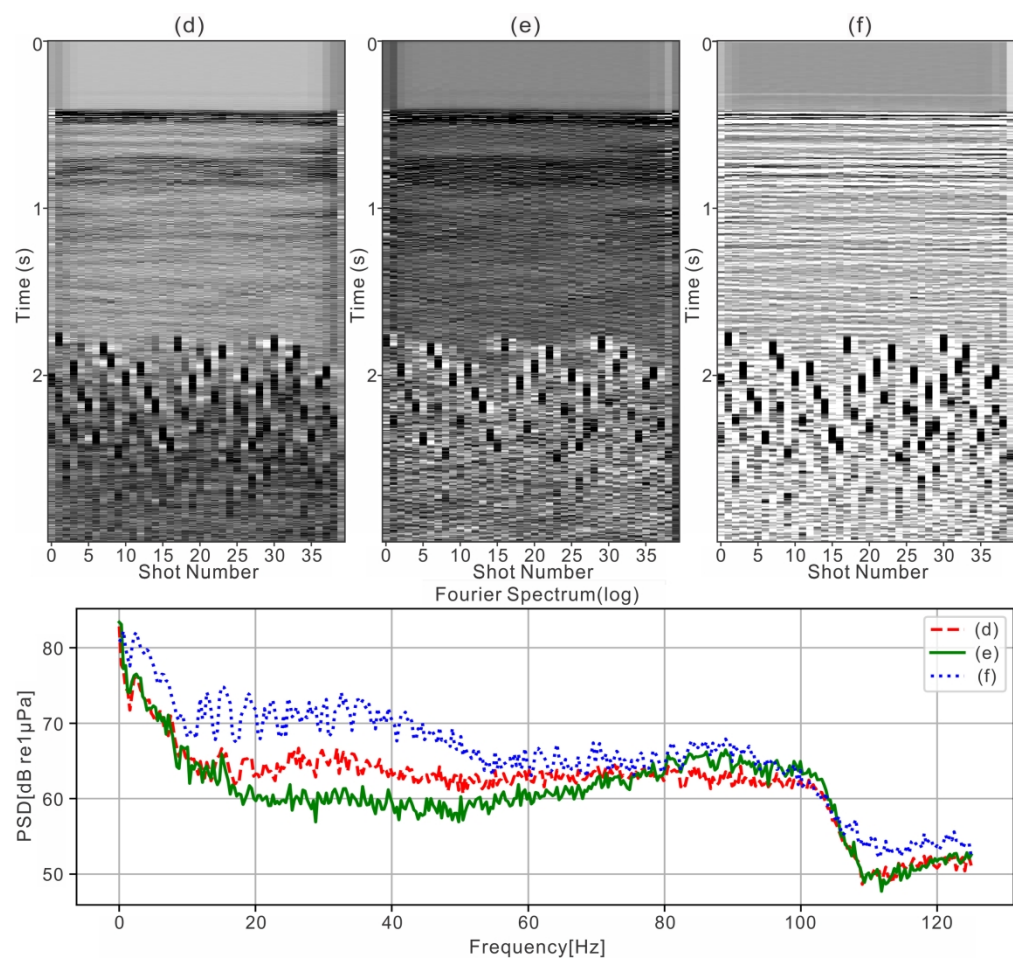 (d) (e) (f)
0 0 0
1 1 1
2 2 2
Time (s) Time (s) Time (s)
0 5 10 15 20 25 30 35 0 5 10 15 20 25 30 35 0 5 10 15 20 25 30 35
Shot Number Shot Number Shot Number
Fourier Spectrum(log)
80
70
60
50
PSD[dB re1μPa]
(d)
(e)
(f)
0 20 40 60 80 100 120
Frequency[Hz]